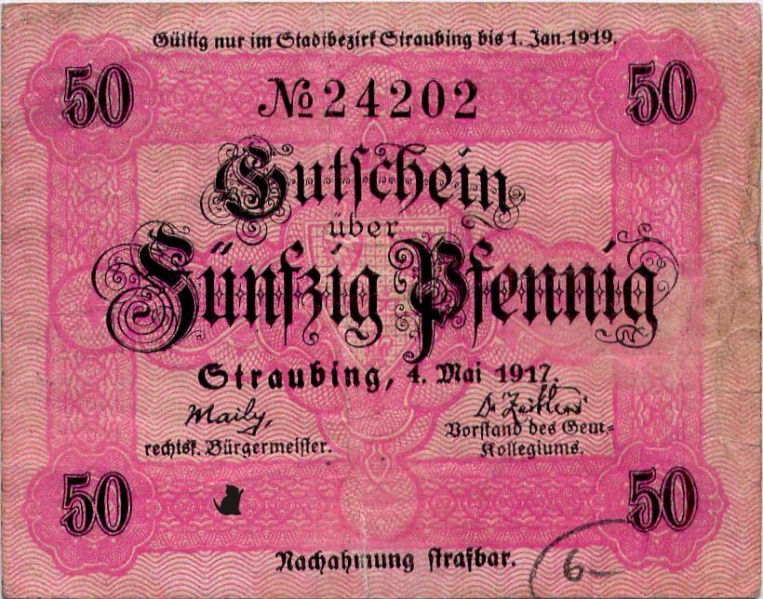 Gültig nur im Stadtbezirk Straubing bis 1. Jan. 1919.
50 50
№ 24202
Gutschein
über
Fünfzig Pfennig
Straubing, 4. Mai 1917.
rechtsk. Bürgermeister.
Vorstand des Gem.-
Kollegiums.
50 50
Nachahmung strafbar.
6-